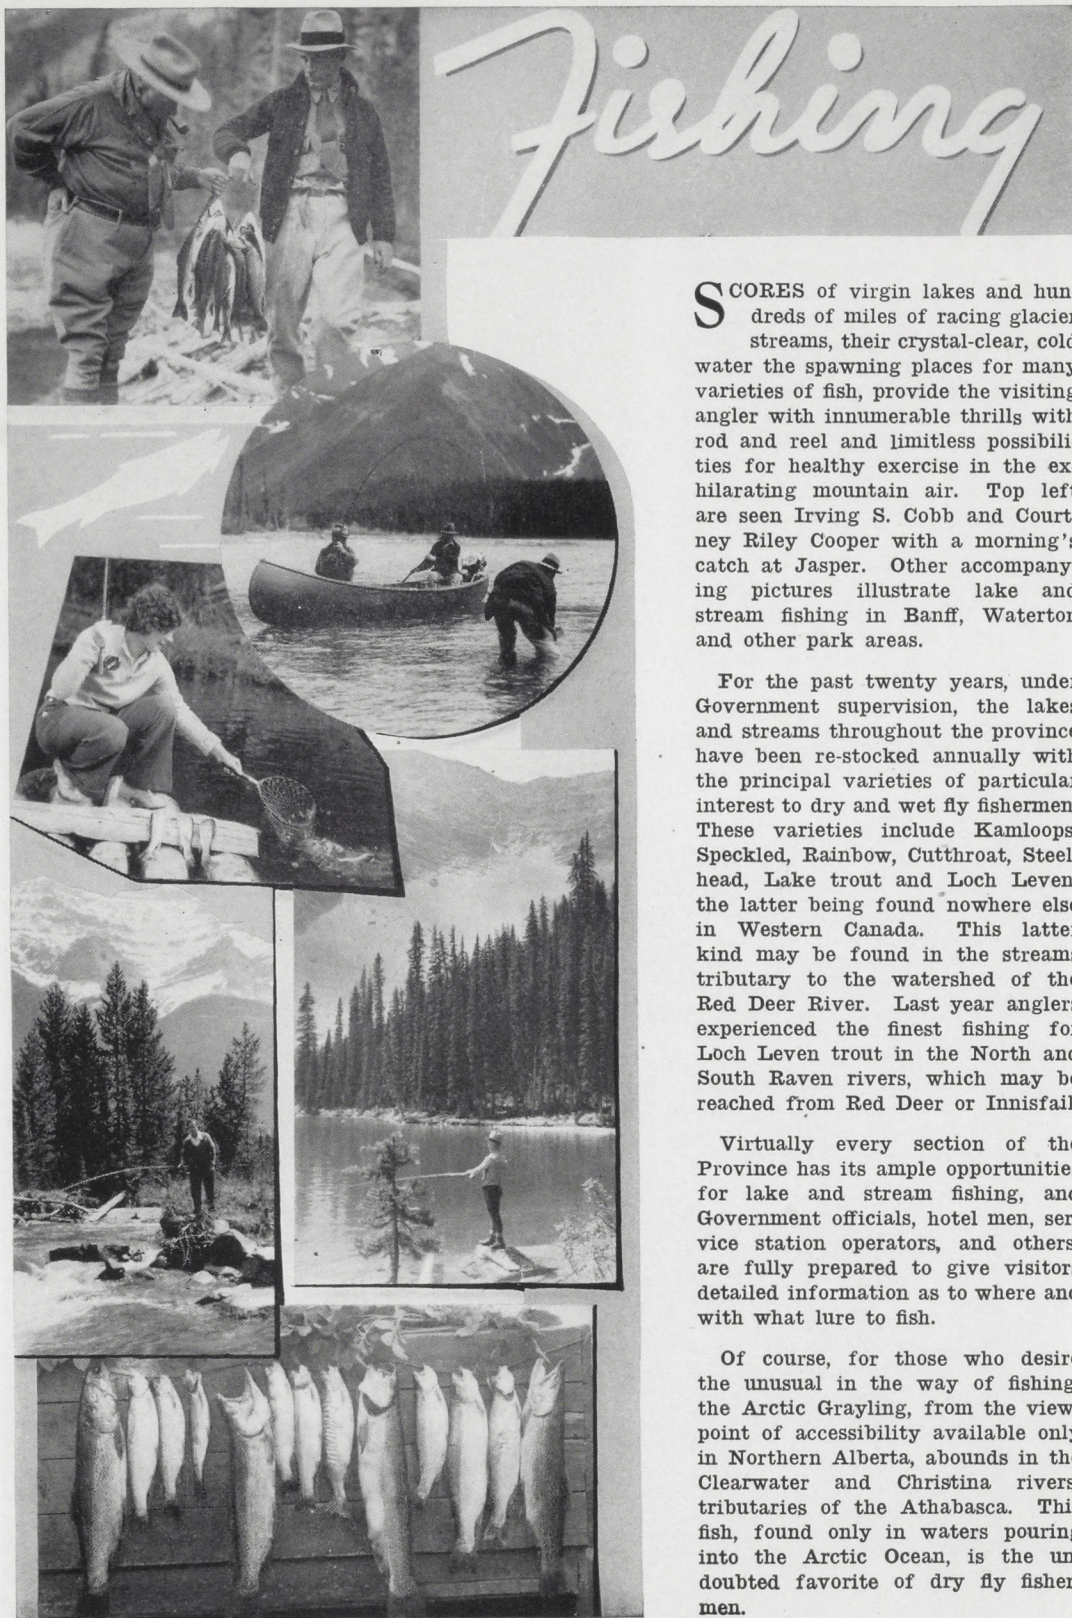 Fishing
SCORES of virgin lakes and hun
dreds of miles of racing glacier
streams, their crystal-clear, cold
water the spawning places for many
varieties of fish, provide the visiting
angler with innumerable thrills with
rod and reel and limitless possibili
ties for healthy exercise in the ex
hilarating mountain air. Top left
are seen Irving S. Cobb and Court
ney Riley Cooper with a morning's
catch at Jasper. Other accompany
ing pictures illustrate lake and
stream fishing in Banff, Waterton
and other park areas.
For the past twenty years, under
Government supervision, the lakes
and streams throughout the province
have been re-stocked annually with
the principal varieties of particular
interest to dry and wet fly fishermen
These varieties include Kamloops
Speckled, Rainbow, Cutthroat, Steel
head, Lake trout and Loch Leven
the latter being found nowhere else
in Western Canada. This latter
kind may be found in the streams
tributary to the watershed of the
Red Deer River. Last year anglers
experienced the finest fishing for
Loch Leven trout in the North and
South Raven rivers, which may be
reached from Red Deer or Innisfail
Virtually every section of the
Province has its ample opportunitie
for lake and stream fishing, and
Government officials, hotel men, ser
vice station operators, and others
are fully prepared to give visitors
detailed information as to where and
with what lure to fish.
Of course, for those who desire
the unusual in the way of fishing
the Arctic Grayling, from the view
point of accessibility available only
in Northern Alberta, abounds in the
Clearwater and Christina rivers
tributaries of the Athabasca. This
fish, found only in waters pouring
into the Arctic Ocean, is the un
doubted favorite of dry fly fisher
men.